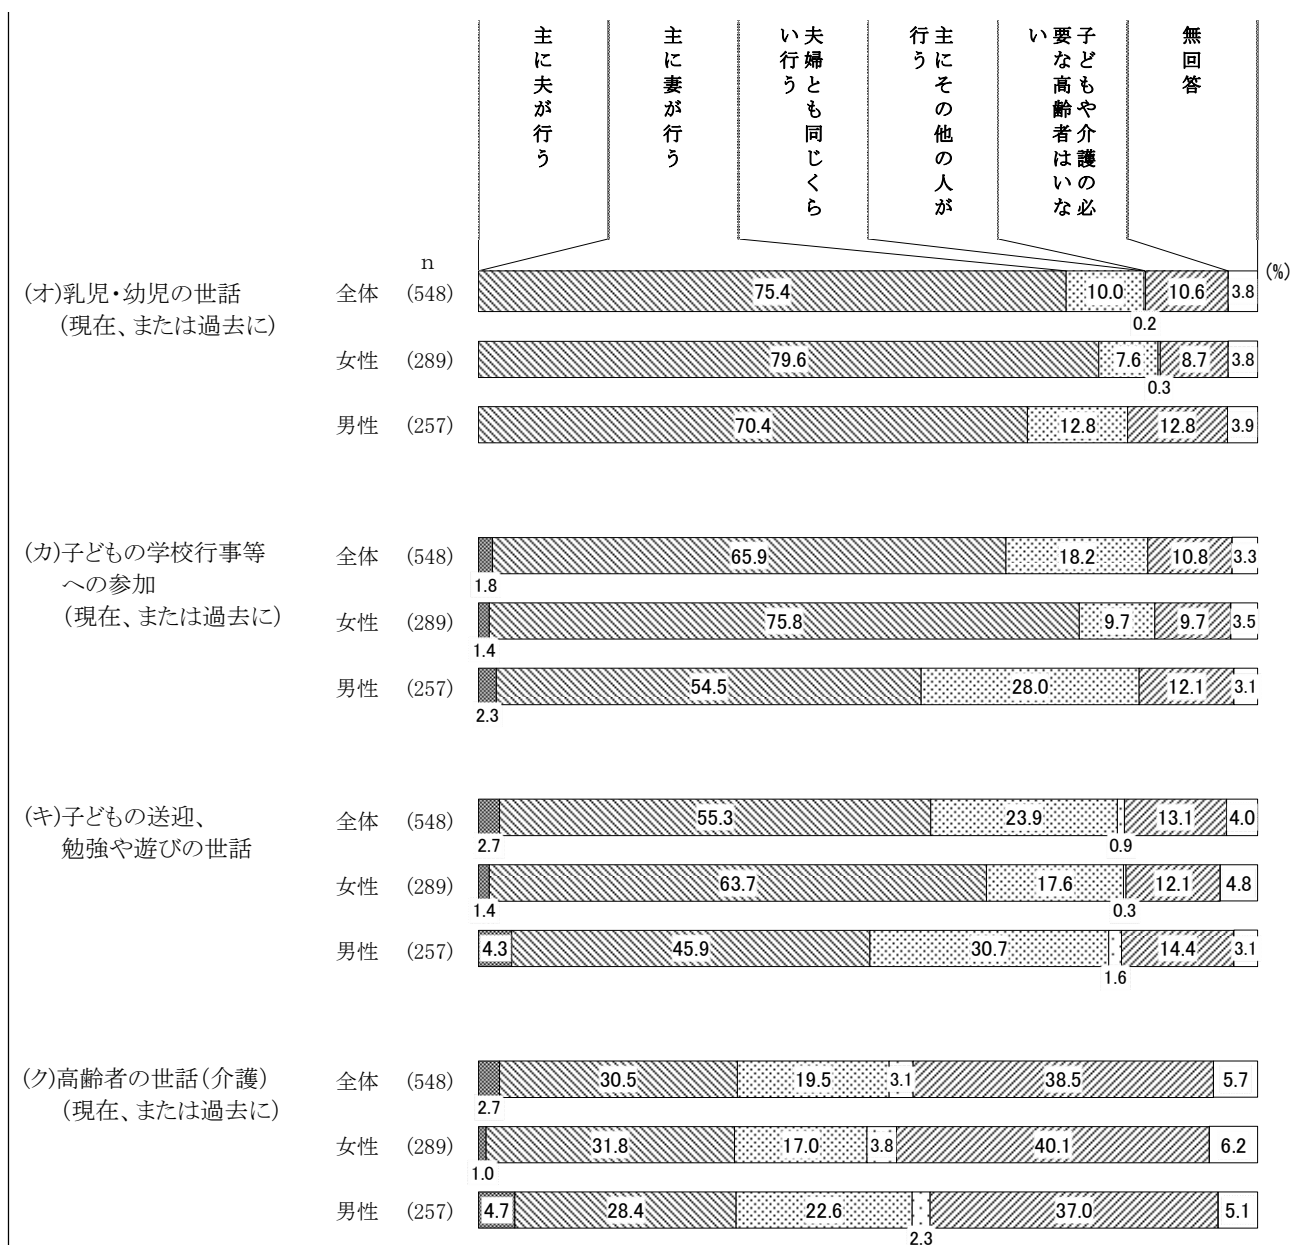 主に夫が行う
主に妻が行う
夫婦とも同じくら
い行う
主にその他の人が
行う
子どもや介護の必
要な高齢者はいな
い
無回答
n
(%)
(オ)乳児・幼児の世話
(現在、または過去に)
全体 (548) 75.4 10.0 0.2 10.6 3.8
女性 (289) 79.6 7.6 0.3 8.7 3.8
男性 (257) 70.4 12.8 12.8 3.9
(カ)子どもの学校行事等
への参加
(現在、または過去に)
全体 (548) 1.8 65.9 18.2 10.8 3.3
女性 (289) 1.4 75.8 9.7 9.7 3.5
男性 (257) 2.3 54.5 28.0 12.1 3.1
(キ)子どもの送迎、
勉強や遊びの世話
全体 (548) 2.7 55.3 23.9 0.9 13.1 4.0
女性 (289) 1.4 63.7 17.6 0.3 12.1 4.8
男性 (257) 4.3 45.9 30.7 1.6 14.4 3.1
(ク)高齢者の世話(介護)
(現在、または過去に)
全体 (548) 2.7 30.5 19.5 3.1 38.5 5.7
女性 (289) 1.0 31.8 17.0 3.8 40.1 6.2
男性 (257) 4.7 28.4 22.6 2.3 37.0 5.1